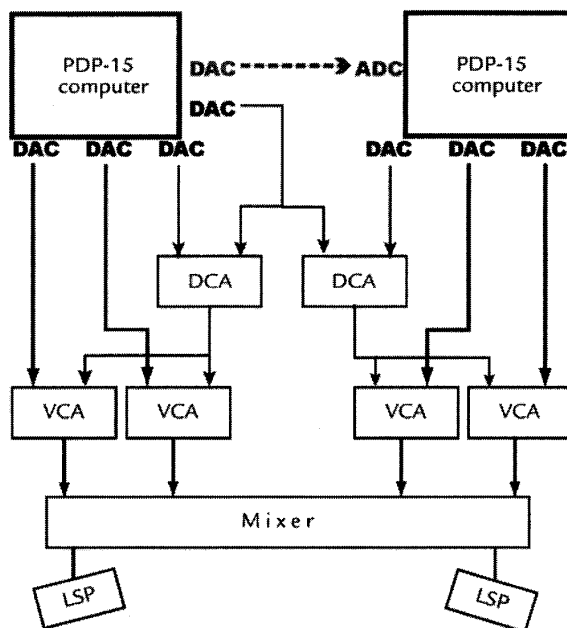 PDP-15
computer
DAC
ADC
PDP-15
computer
DAC
DAC DAC DAC
DAC DAC DAC
DCA
DCA
VCA
VCA
VCA
VCA
Mixer
LSP
LSP